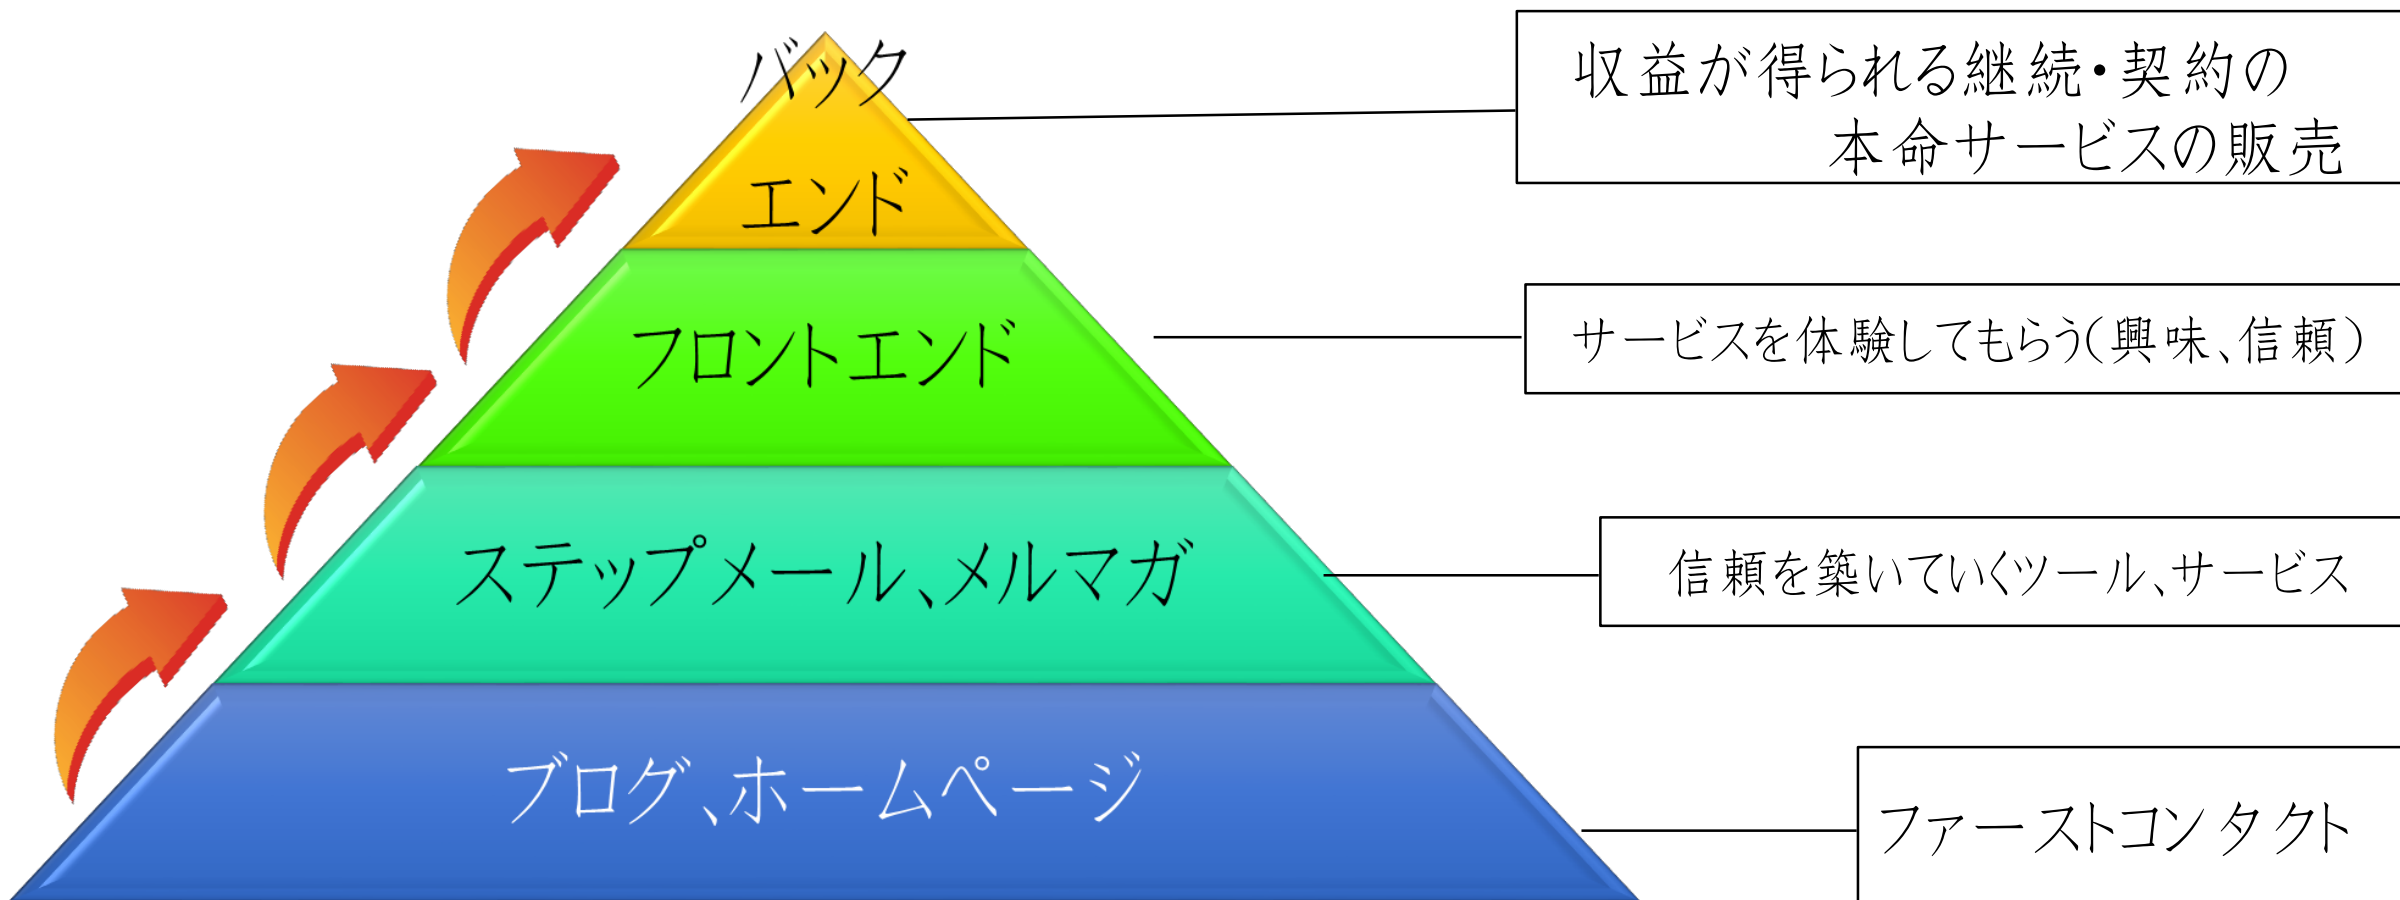 バック
エンド
収益が得られる継続・契約の
本命サービスの販売
フロントエンド
サービスを体験してもらう(興味、信頼)
ステップメール、メルマガ
信頼を築いていくツール、サービス
ブログ、ホームページ
ファーストコンタクト